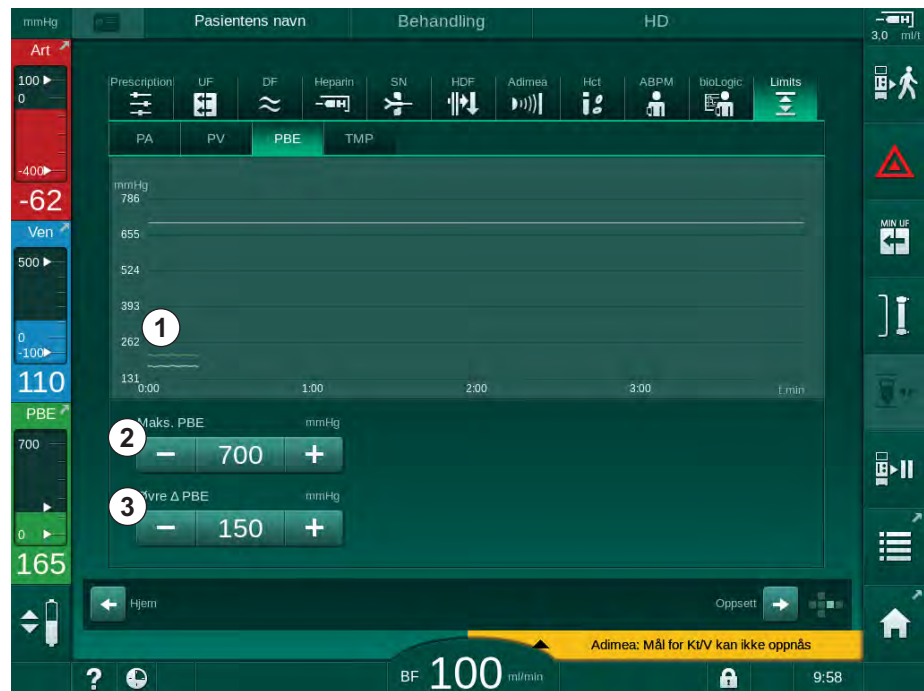 mmHg Pasientens navn Behandling HD 3,0 ml/t
Art
100
0
-400
-62
Ven
500
0
-100
110
PBE
700
0
165
Prescription UF DF Heparin SN HDF Adimea Hct ABPM bioLogic Limits
PA PV PBE TMP
mmHg
786
655
524
393
262
131
0:00 1:00 2:00 3:00 t:min
1
2
Maks. PBE mmHg
− 700 +
3
Øvre Δ PBE mmHg
− 150 +
MIN UF
Hjem Oppsett
Adimea: Mål for Kt/V kan ikke oppnås
? BF 100 ml/min 9:58